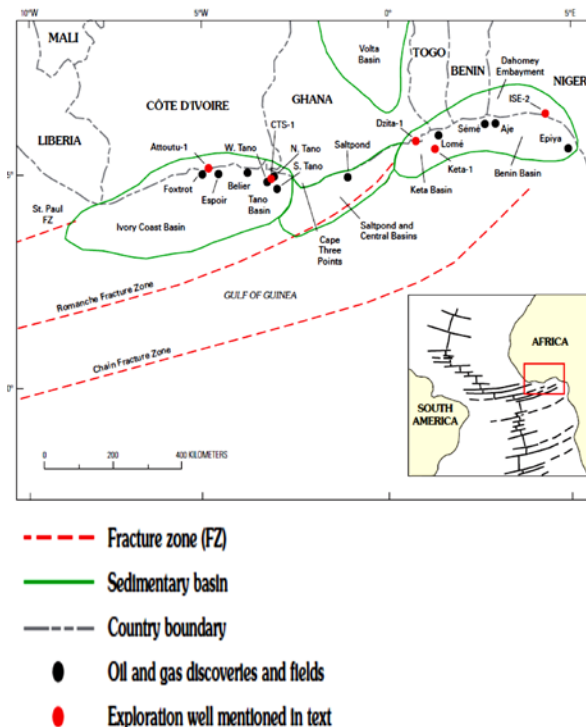 10°W
5°W
0°
5°E
MALI
Volta
Basin
TOGO
BENIN
Dahomey
Embayment
NIGER
CÔTE D'IVOIRE
GHANA
ISE-2
LIBERIA
CTS-1
Dzita-1
Sémé
Aje
Attoutu-1
W. Tano
N. Tano
S. Tano
Saltpond
Lomé
Epiya
5°
Foxtrot
Espoir
Belier
Tano
Basin
Keta-1
Keta Basin
Benin Basin
St. Paul
FZ
Ivory Coast Basin
Cape
Three
Points
Saltpond
and Central Basins
Romanche Fracture Zone
GULF OF GUINEA
Chain Fracture Zone
0°
AFRICA
SOUTH
AMERICA
0 200 400 KILOMETERS
Fracture zone (FZ)
Sedimentary basin
Country boundary
Oil and gas discoveries and fields
Exploration well mentioned in text